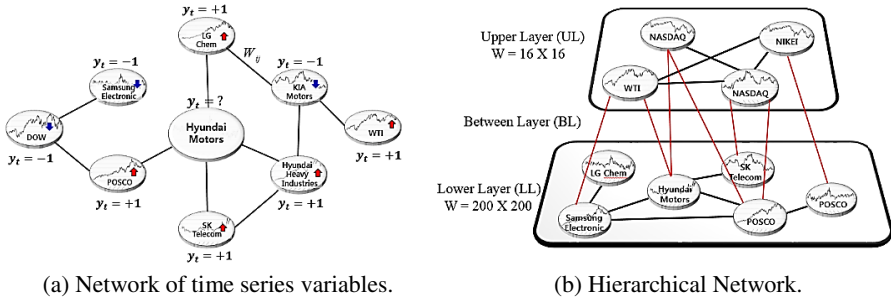 y_t = +1
LG
Chem
W_ij
y_t = −1
Samsung
Electronic
y_t = −1
KIA
Motors
y_t = ?
Hyundai
Motors
DOW
y_t = −1
WTI
y_t = +1
POSCO
y_t = +1
Hyundai
Heavy
Industries
y_t = +1
SK
Telecom
y_t = +1
(a) Network of time series variables.
Upper Layer (UL)
W = 16 X 16
NASDAQ
NIKEI
WTI
NASDAQ
Between Layer (BL)
Lower Layer (LL)
W = 200 X 200
LG Chem
SK
Telecom
Hyundai
Motors
Samsung
Electronic
POSCO
POSCO
(b) Hierarchical Network.